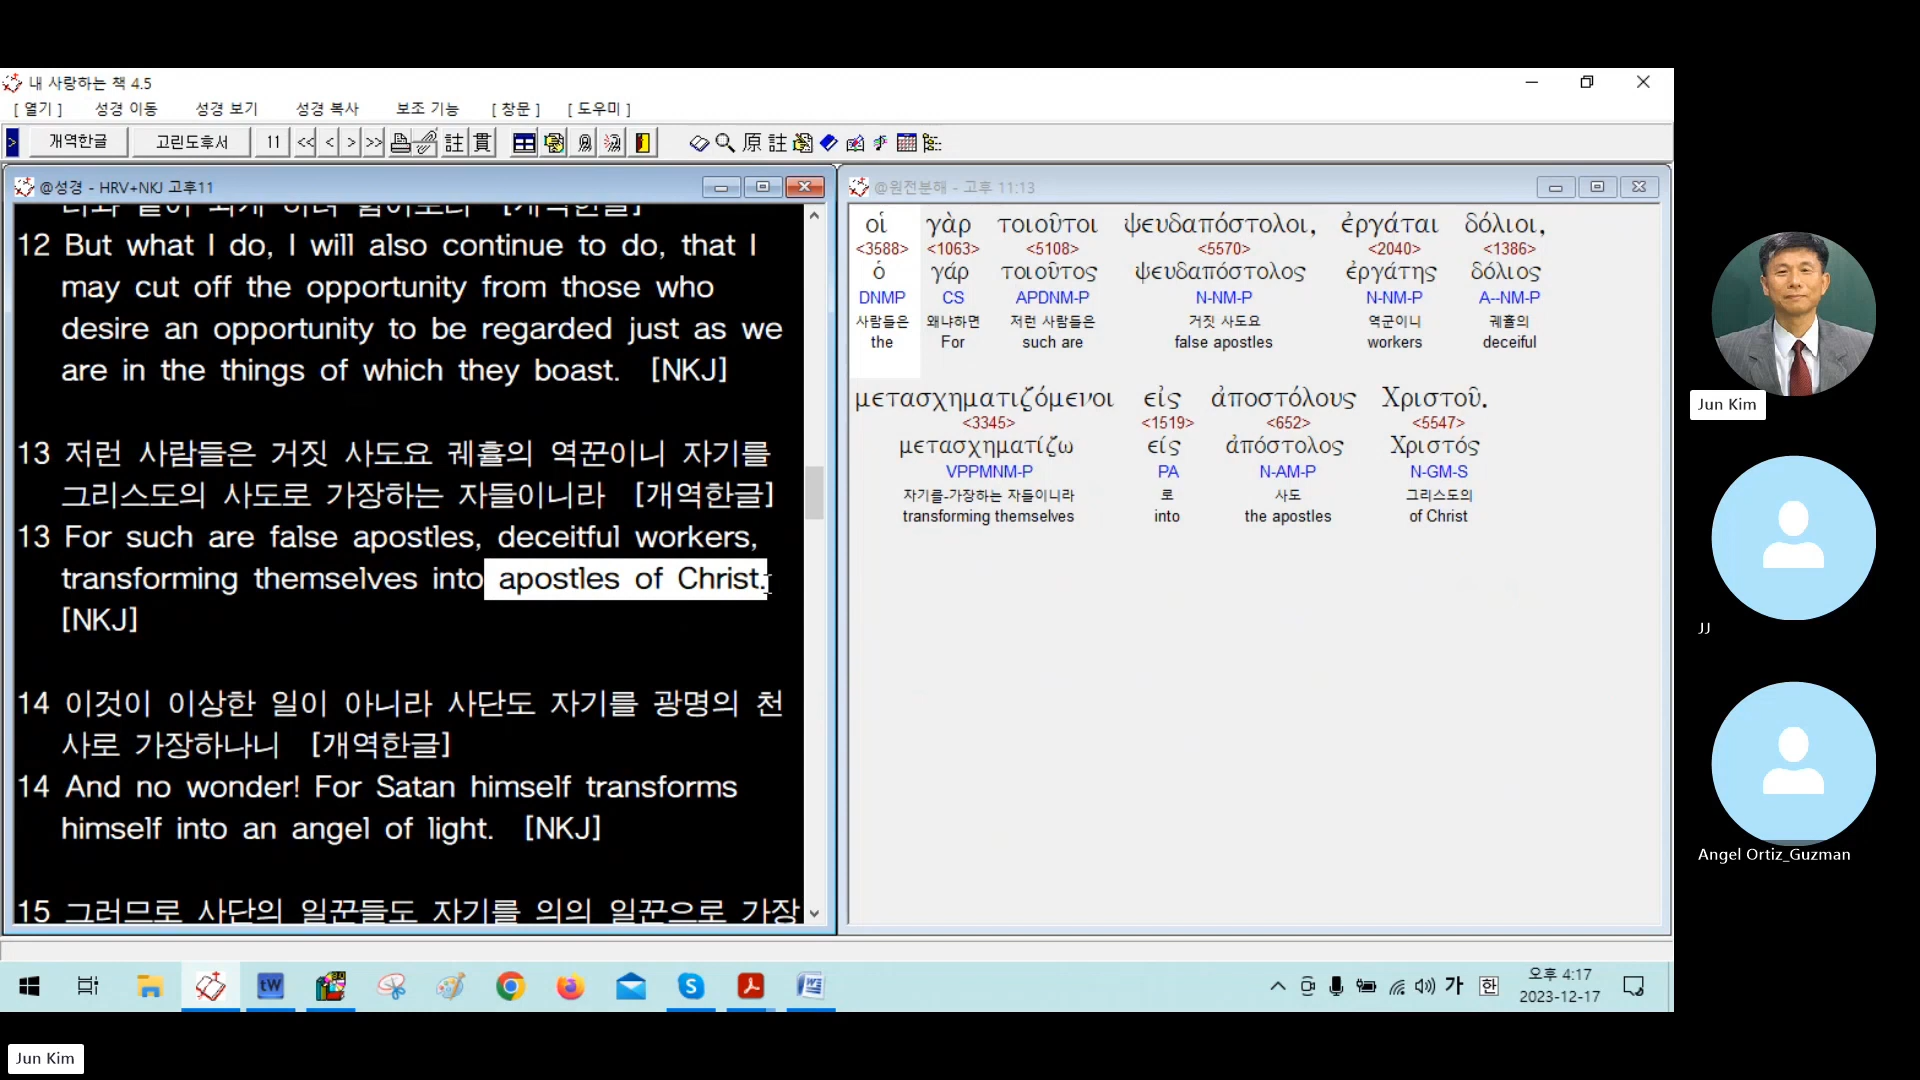 내 사랑하는 책 4.5
[ 열기 ] 성경 이동 성경 보기 성경 복사 보조 기능 [ 창문 ] [ 도우미 ]
개역한글 고린도후서 11 << < > >> 註 貫 原 註
@성경 - HRV+NKJ 고후11
12 But what I do, I will also continue to do, that I
may cut off the opportunity from those who
desire an opportunity to be regarded just as we
are in the things of which they boast. [NKJ]
13 저런 사람들은 거짓 사도요 궤휼의 역꾼이니 자기를
그리스도의 사도로 가장하는 자들이니라 [개역한글]
13 For such are false apostles, deceitful workers,
transforming themselves into apostles of Christ.
[NKJ]
14 이것이 이상한 일이 아니라 사단도 자기를 광명의 천
사로 가장하나니 [개역한글]
14 And no wonder! For Satan himself transforms
himself into an angel of light. [NKJ]
15 그러므로 사단의 일꾼들도 자기를 의의 일꾼으로 가장
@원전분해 - 고후 11:13
οἱ γὰρ τοιοῦτοι ψευδαπόστολοι, ἐργάται δόλιοι,
<3588> <1063> <5108> <5570> <2040> <1386>
ὁ γάρ τοιοῦτος ψευδαπόστολος ἐργάτης δόλιος
DNMP CS APDNM-P N-NM-P N-NM-P A--NM-P
사람들은 왜냐하면 저런 사람들은 거짓 사도요 역군이니 궤휼의
the For such are false apostles workers deceiful
μετασχηματιζόμενοι εἰς ἀποστόλους Χριστοῦ.
<3345> <1519> <652> <5547>
μετασχηματίζω εἰς ἀπόστολος Χριστός
VPPMNM-P PA N-AM-P N-GM-S
자기를-가장하는 자들이니라 로 사도 그리스도의
transforming themselves into the apostles of Christ
가 한 오후 4:17
2023-12-17
Jun Kim
JJ
Angel Ortiz_Guzman
Jun Kim